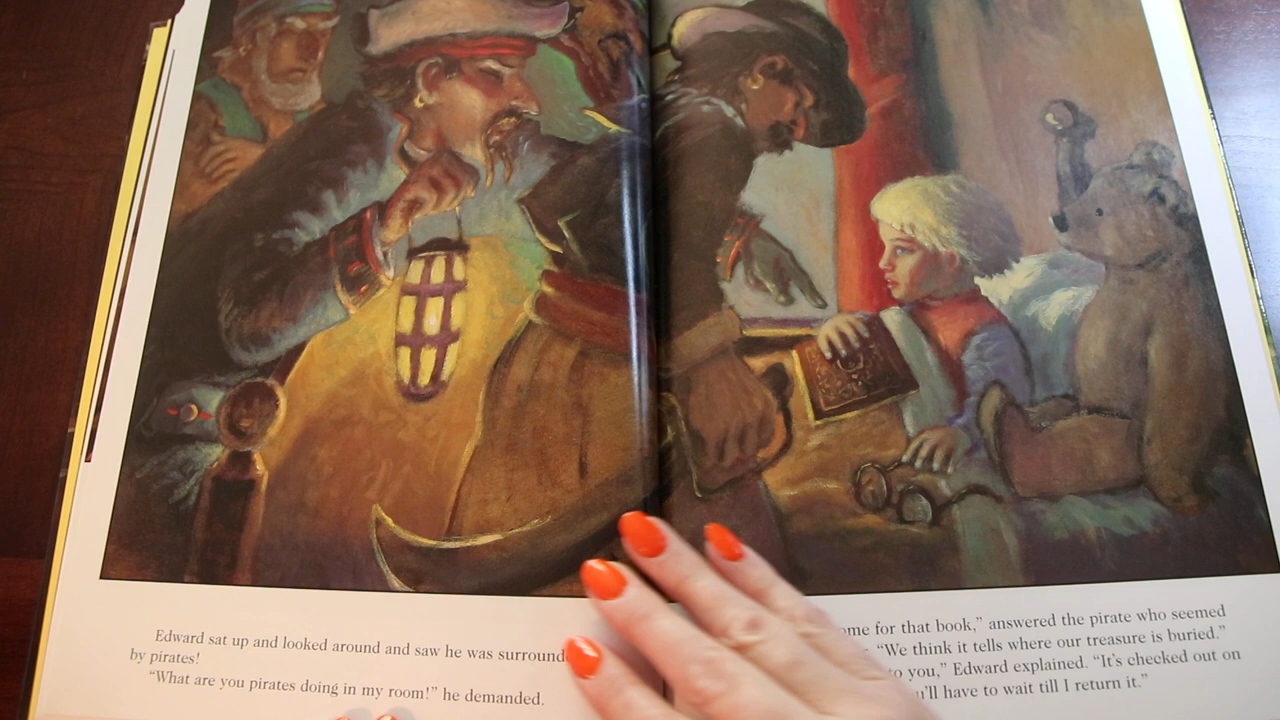 Edward sat up and looked around and saw he was surround
by pirates!
“What are you pirates doing in my room!” he demanded.
for that book,” answered the pirate who seemed
“We think it tells where our treasure is buried.”
to you,” Edward explained. “It’s checked out on
have to wait till I return it.”